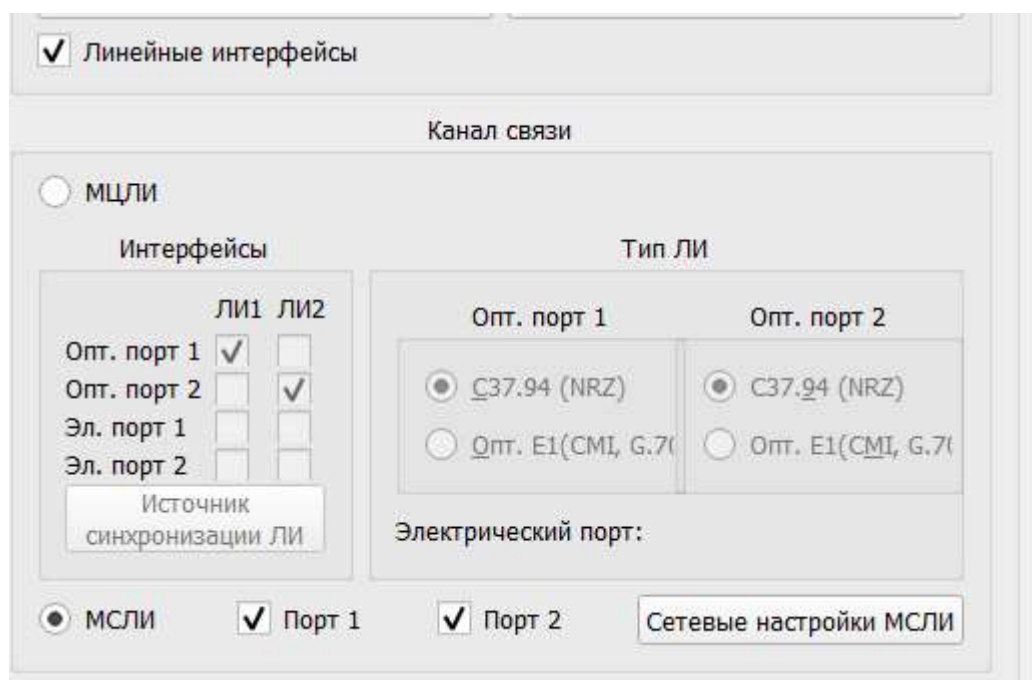 Линейные интерфейсы
Канал связи
МЦЛИ
Интерфейсы
Тип ЛИ
ЛИ1 ЛИ2
Опт. порт 1
Опт. порт 2
Эл. порт 1
Эл. порт 2
Источник
синхронизации ЛИ
Опт. порт 1
Опт. порт 2
C37.94 (NRZ)
C37.94 (NRZ)
Опт. E1(CMI, G.70
Опт. E1(CMI, G.70
Электрический порт:
МСЛИ
Порт 1
Порт 2
Сетевые настройки МСЛИ